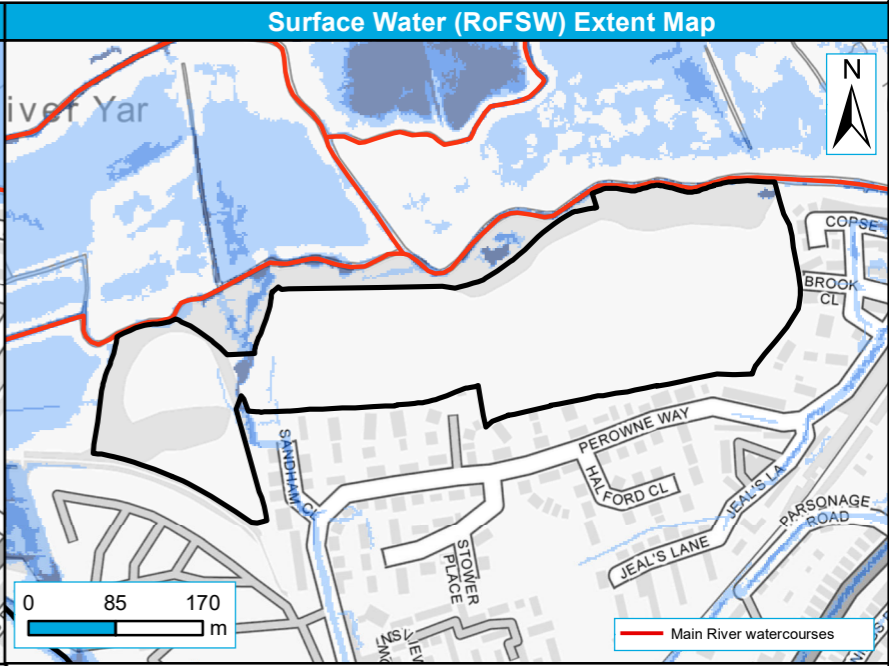 Surface Water (RoFSW) Extent Map
iver Yar
N
COPSE
BROOK
CL
PEROWNE WAY
SANDHAM CL
HALFORD CL
JEAL'S LA
PARSONAGE
ROAD
STOWER
PLACE
JEAL'S LANE
0 85 170
m
Main River watercourses